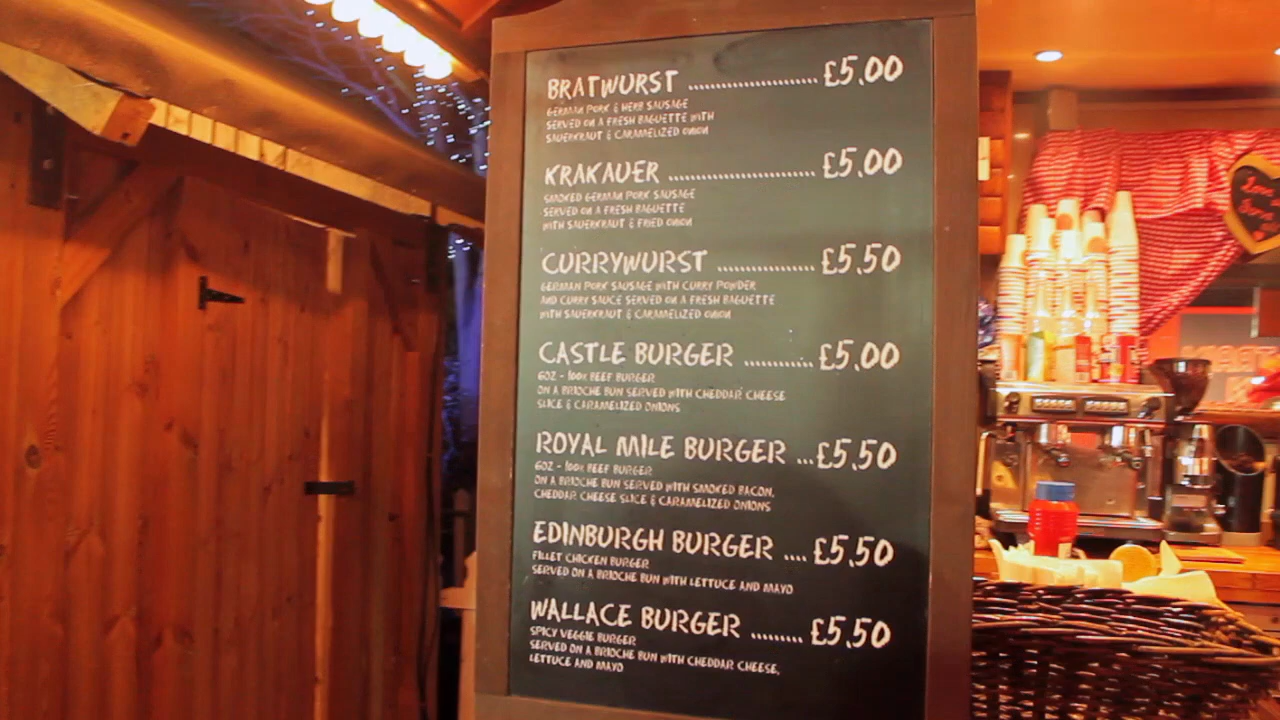 BRATWURST ................... £5.00
GERMAN PORK & HERB SAUSAGE
SERVED ON A FRESH BAGUETTE WITH
SAUERKRAUT & CARAMELIZED ONION
KRAKAUER ..................... £5.00
SMOKED GERMAN PORK SAUSAGE
SERVED ON A FRESH BAGUETTE
WITH SAUERKRAUT & FRIED ONION
CURRYWURST .............. £5.50
GERMAN PORK SAUSAGE WITH CURRY POWDER
AND CURRY SAUCE SERVED ON A FRESH BAGUETTE
WITH SAUERKRAUT & CARAMELIZED ONION
CASTLE BURGER .......... £5.00
6OZ - 100% BEEF BURGER
ON A BRIOCHE BUN SERVED WITH CHEDDAR CHEESE
SLICE & CARAMELIZED ONIONS
ROYAL MILE BURGER ... £5.50
6OZ - 100% BEEF BURGER
ON A BRIOCHE BUN SERVED WITH SMOKED BACON,
CHEDDAR CHEESE SLICE & CARAMELIZED ONIONS
EDINBURGH BURGER .... £5.50
FILLET CHICKEN BURGER
SERVED ON A BRIOCHE BUN WITH LETTUCE AND MAYO
WALLACE BURGER ......... £5.50
SPICY VEGGIE BURGER
SERVED ON A BRIOCHE BUN WITH CHEDDAR CHEESE,
LETTUCE AND MAYO